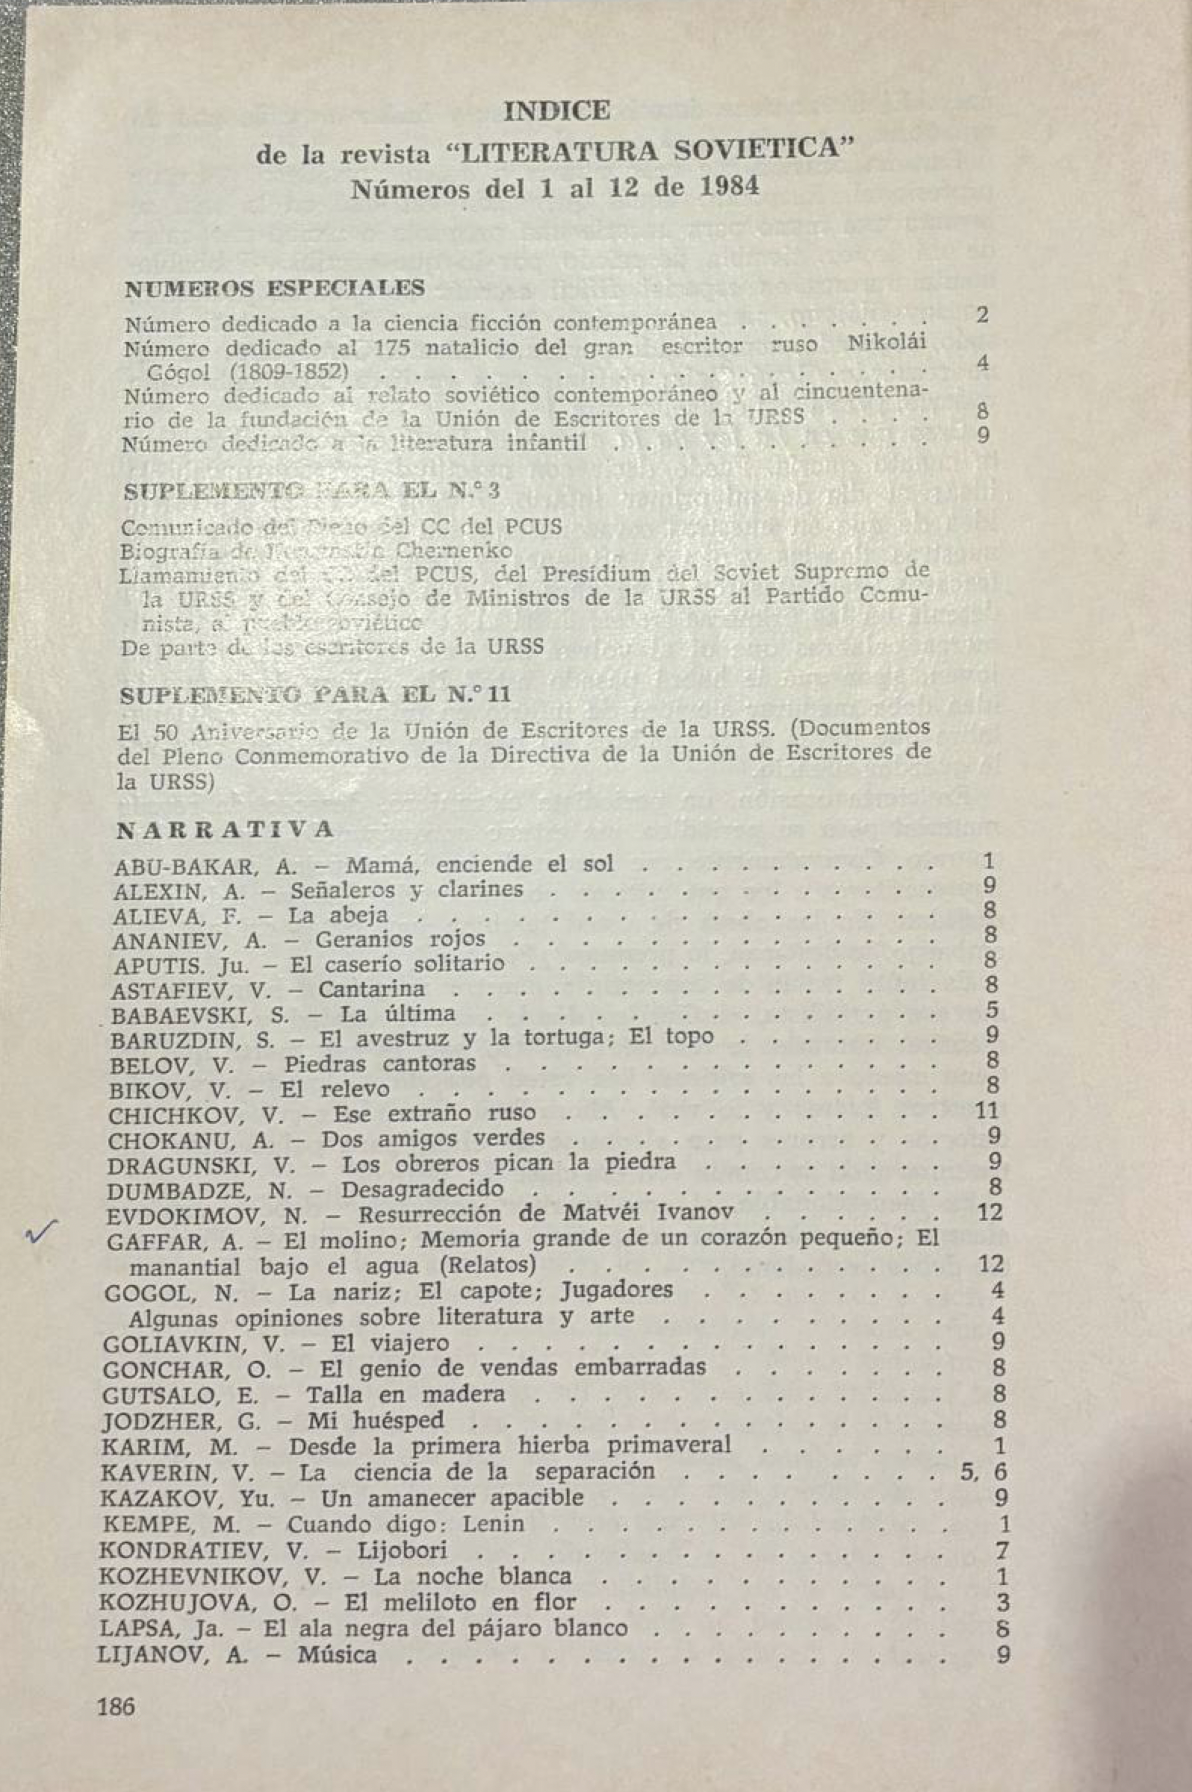 INDICE
de la revista “LITERATURA SOVIETICA”
Números del 1 al 12 de 1984
NUMEROS ESPECIALES
Número dedicado a la ciencia ficción contemporánea . . . . . . . 2
Número dedicado al 175 natalicio del gran escritor ruso Nikolái
Gógol (1809-1852) . . . . . . . . . . . . . . . . 4
Número dedicado al relato soviético contemporáneo y al cincuentena-
rio de la fundación de la Unión de Escritores de la URSS . . . . 8
Número dedicado a la literatura infantil . . . . . . . . . . 9
SUPLEMENTO PARA EL N.º 3
Comunicado del Pleno del CC del PCUS
Biografía de Konstantín Chernenko
Llamamiento del CC del PCUS, del Presídium del Soviet Supremo de
la URSS y del Consejo de Ministros de la URSS al Partido Comu-
nista, al pueblo soviético
De parte de los escritores de la URSS
SUPLEMENTO PARA EL N.º 11
El 50 Aniversario de la Unión de Escritores de la URSS. (Documentos
del Pleno Conmemorativo de la Directiva de la Unión de Escritores de
la URSS)
NARRATIVA
ABU-BAKAR, A. — Mamá, enciende el sol . . . . . . . . . . 1
ALEXIN, A. — Señaleros y clarines . . . . . . . . . . . . 9
ALIEVA, F. — La abeja . . . . . . . . . . . . . . . . 8
ANANIEV, A. — Geranios rojos . . . . . . . . . . . . . 8
APUTIS. Ju. — El caserío solitario . . . . . . . . . . . . 8
ASTAFIEV, V. — Cantarina . . . . . . . . . . . . . . . 8
BABAEVSKI, S. — La última . . . . . . . . . . . . . . 5
BARUZDIN, S. — El avestruz y la tortuga; El topo . . . . . . . 9
BELOV, V. — Piedras cantoras . . . . . . . . . . . . . 8
BIKOV, V. — El relevo . . . . . . . . . . . . . . . . 8
CHICHKOV, V. — Ese extraño ruso . . . . . . . . . . . . 11
CHOKANU, A. — Dos amigos verdes . . . . . . . . . . . . 9
DRAGUNSKI, V. — Los obreros pican la piedra . . . . . . . . 9
DUMBADZE, N. — Desagradecido . . . . . . . . . . . . . 8
EVDOKIMOV, N. — Resurrección de Matvéi Ivanov . . . . . . 12
GAFFAR, A. — El molino; Memoria grande de un corazón pequeño; El
manantial bajo el agua (Relatos) . . . . . . . . . . . . 12
GOGOL, N. — La nariz; El capote; Jugadores . . . . . . . . 4
Algunas opiniones sobre literatura y arte . . . . . . . . . 4
GOLIAVKIN, V. — El viajero . . . . . . . . . . . . . . 9
GONCHAR, O. — El genio de vendas embarradas . . . . . . . 8
GUTSALO, E. — Talla en madera . . . . . . . . . . . . . 8
JODZHER, G. — Mi huésped . . . . . . . . . . . . . . 8
KARIM, M. — Desde la primera hierba primaveral . . . . . . 1
KAVERIN, V. — La ciencia de la separación . . . . . . . . 5, 6
KAZAKOV, Yu. — Un amanecer apacible . . . . . . . . . . 9
KEMPE, M. — Cuando digo: Lenin . . . . . . . . . . . . 1
KONDRATIEV, V. — Lijobori . . . . . . . . . . . . . . 7
KOZHEVNIKOV, V. — La noche blanca . . . . . . . . . . 1
KOZHUJOVA, O. — El meliloto en flor . . . . . . . . . . 3
LAPSA, Ja. — El ala negra del pájaro blanco . . . . . . . . . 8
LIJANOV, A. — Música . . . . . . . . . . . . . . . . 9
186